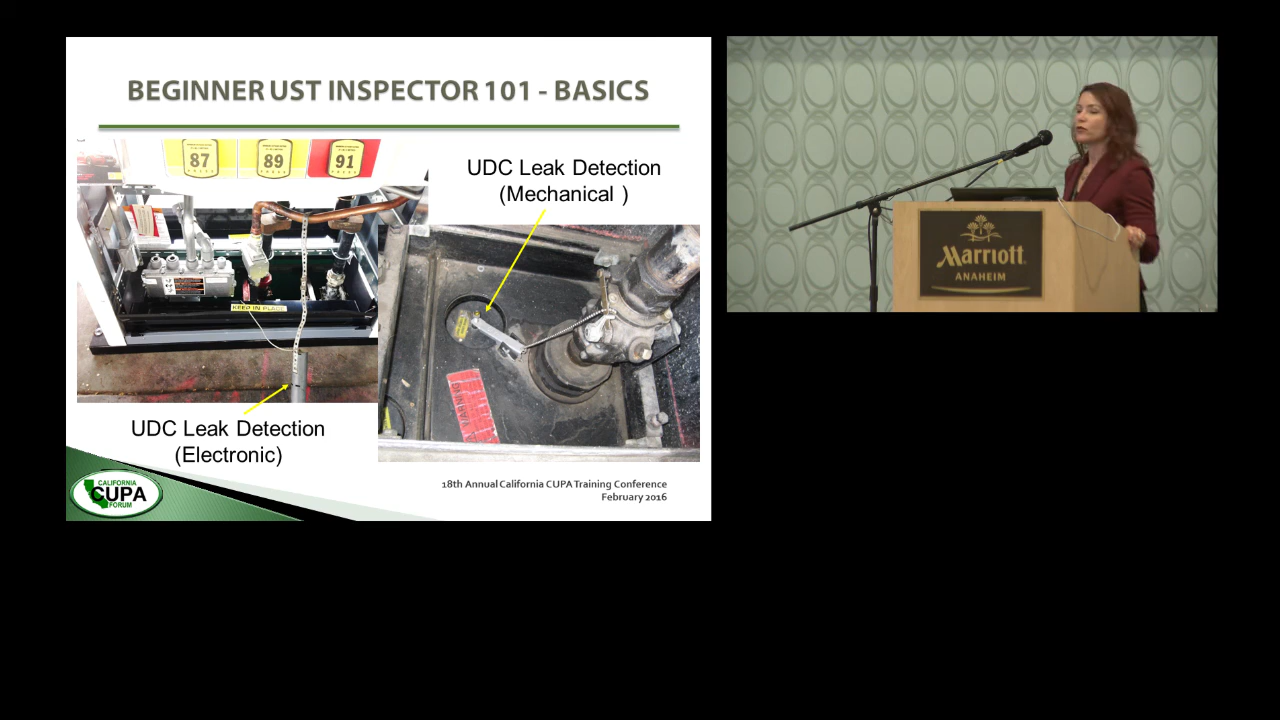 BEGINNER UST INSPECTOR 101 - BASICS
87
89
91
UDC Leak Detection
(Mechanical )
KEEP IN PLACE
WARNING
UDC Leak Detection
(Electronic)
CALIFORNIA
CUPA
FORUM
18th Annual California CUPA Training Conference
February 2016
Marriott
ANAHEIM